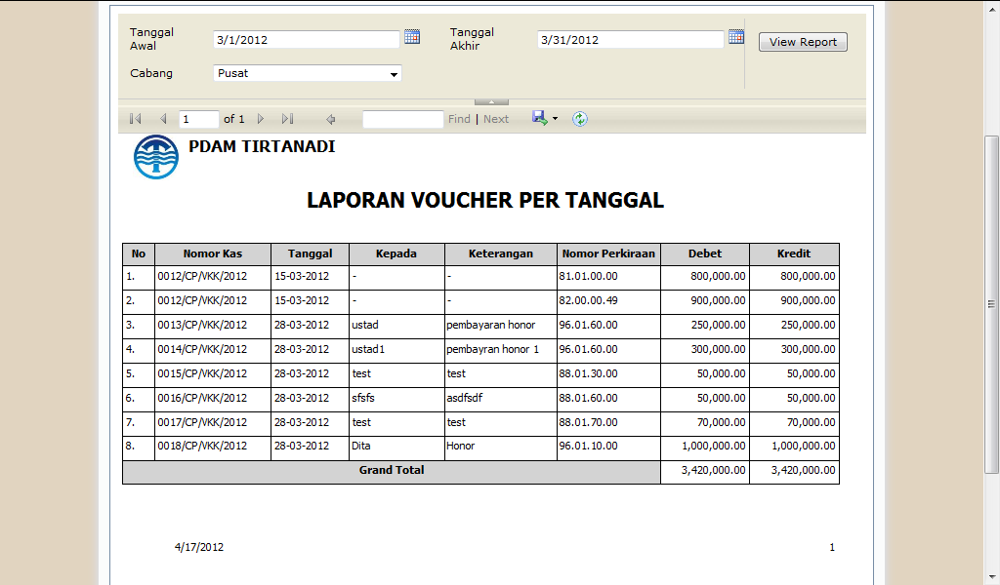 Tanggal Awal 3/1/2012 Tanggal Akhir 3/31/2012 View Report
Cabang Pusat
1 of 1 Find | Next
PDAM TIRTANADI
LAPORAN VOUCHER PER TANGGAL
No Nomor Kas Tanggal Kepada Keterangan Nomor Perkiraan Debet Kredit
1. 0012/CP/VKK/2012 15-03-2012 - - 81.01.00.00 800,000.00 800,000.00
2. 0012/CP/VKK/2012 15-03-2012 - - 82.00.00.49 900,000.00 900,000.00
3. 0013/CP/VKK/2012 28-03-2012 ustad pembayaran honor 96.01.60.00 250,000.00 250,000.00
4. 0014/CP/VKK/2012 28-03-2012 ustad1 pembayran honor 1 96.01.60.00 300,000.00 300,000.00
5. 0015/CP/VKK/2012 28-03-2012 test test 88.01.30.00 50,000.00 50,000.00
6. 0016/CP/VKK/2012 28-03-2012 sfsfs asdfsdf 88.01.60.00 50,000.00 50,000.00
7. 0017/CP/VKK/2012 28-03-2012 test test 88.01.70.00 70,000.00 70,000.00
8. 0018/CP/VKK/2012 28-03-2012 Dita Honor 96.01.10.00 1,000,000.00 1,000,000.00
Grand Total 3,420,000.00 3,420,000.00
4/17/2012 1